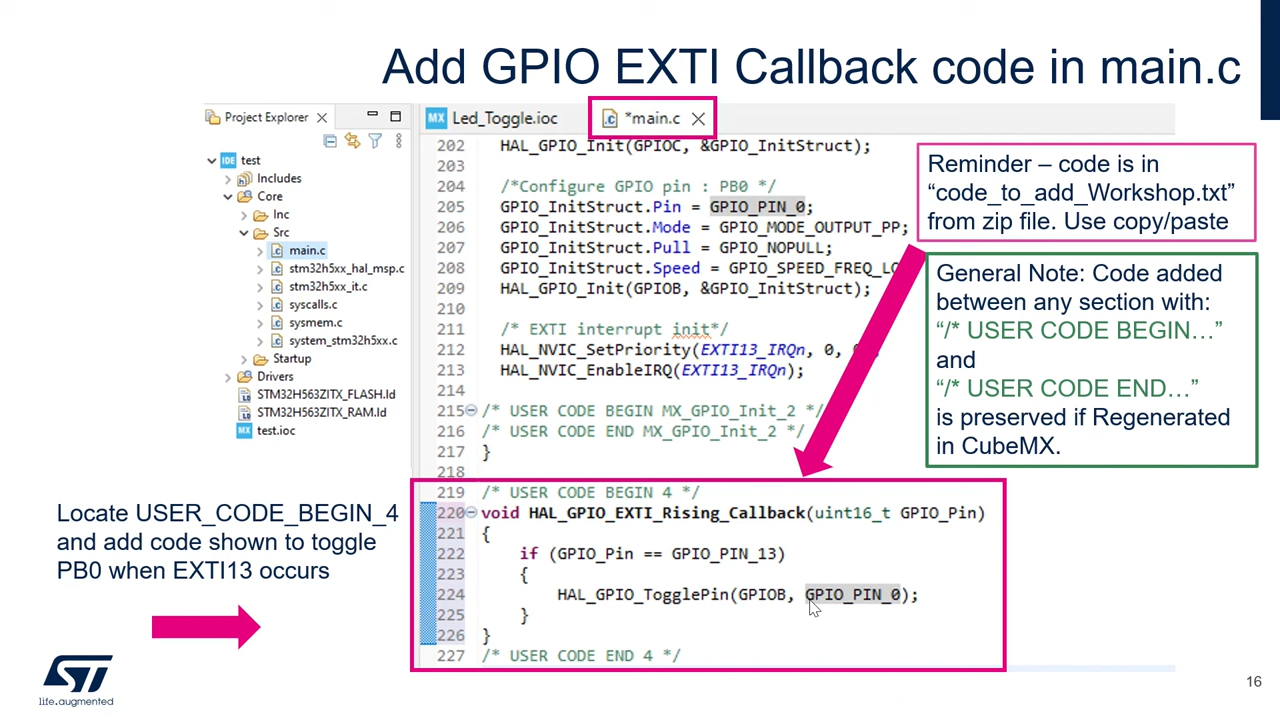 Add GPIO EXTI Callback code in main.c
Project Explorer
test
Includes
Core
Inc
Src
main.c
stm32h5xx_hal_msp.c
stm32h5xx_it.c
syscalls.c
sysmem.c
system_stm32h5xx.c
Startup
Drivers
STM32H563ZITX_FLASH.ld
STM32H563ZITX_RAM.ld
test.ioc
MX Led_Toggle.ioc
*main.c
202 HAL_GPIO_Init(GPIOC, &GPIO_InitStruct);
203
204 /*Configure GPIO pin : PB0 */
205 GPIO_InitStruct.Pin = GPIO_PIN_0;
206 GPIO_InitStruct.Mode = GPIO_MODE_OUTPUT_PP;
207 GPIO_InitStruct.Pull = GPIO_NOPULL;
208 GPIO_InitStruct.Speed = GPIO_SPEED_FREQ_LO
209 HAL_GPIO_Init(GPIOB, &GPIO_InitStruct);
210
211 /* EXTI interrupt init*/
212 HAL_NVIC_SetPriority(EXTI13_IRQn, 0,
213 HAL_NVIC_EnableIRQ(EXTI13_IRQn);
214
215 /* USER CODE BEGIN MX_GPIO_Init_2 */
216 /* USER CODE END MX_GPIO_Init_2 */
217 }
218
219 /* USER CODE BEGIN 4 */
220 void HAL_GPIO_EXTI_Rising_Callback(uint16_t GPIO_Pin)
221 {
222 if (GPIO_Pin == GPIO_PIN_13)
223 {
224 HAL_GPIO_TogglePin(GPIOB, GPIO_PIN_0);
225 }
226 }
227 /* USER CODE END 4 */
Reminder – code is in
“code_to_add_Workshop.txt”
from zip file. Use copy/paste
General Note: Code added
between any section with:
“/* USER CODE BEGIN…”
and
“/* USER CODE END…”
is preserved if Regenerated
in CubeMX.
Locate USER_CODE_BEGIN_4
and add code shown to toggle
PB0 when EXTI13 occurs
ST
life.augmented
16